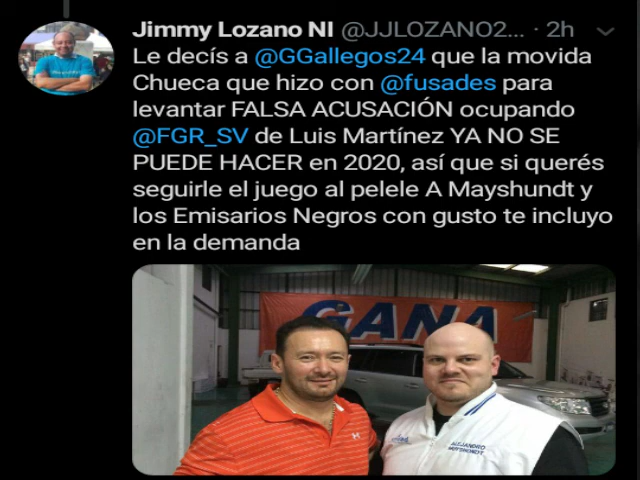 Jimmy Lozano NI @JJLOZANO2... · 2h
Le decís a @GGallegos24 que la movida
Chueca que hizo con @fusades para
levantar FALSA ACUSACIÓN ocupando
@FGR_SV de Luis Martínez YA NO SE
PUEDE HACER en 2020, así que si querés
seguirle el juego al pelele A Mayshundt y
los Emisarios Negros con gusto te incluyo
en la demanda
GANA
ALEJANDRO
MUYSHONDT